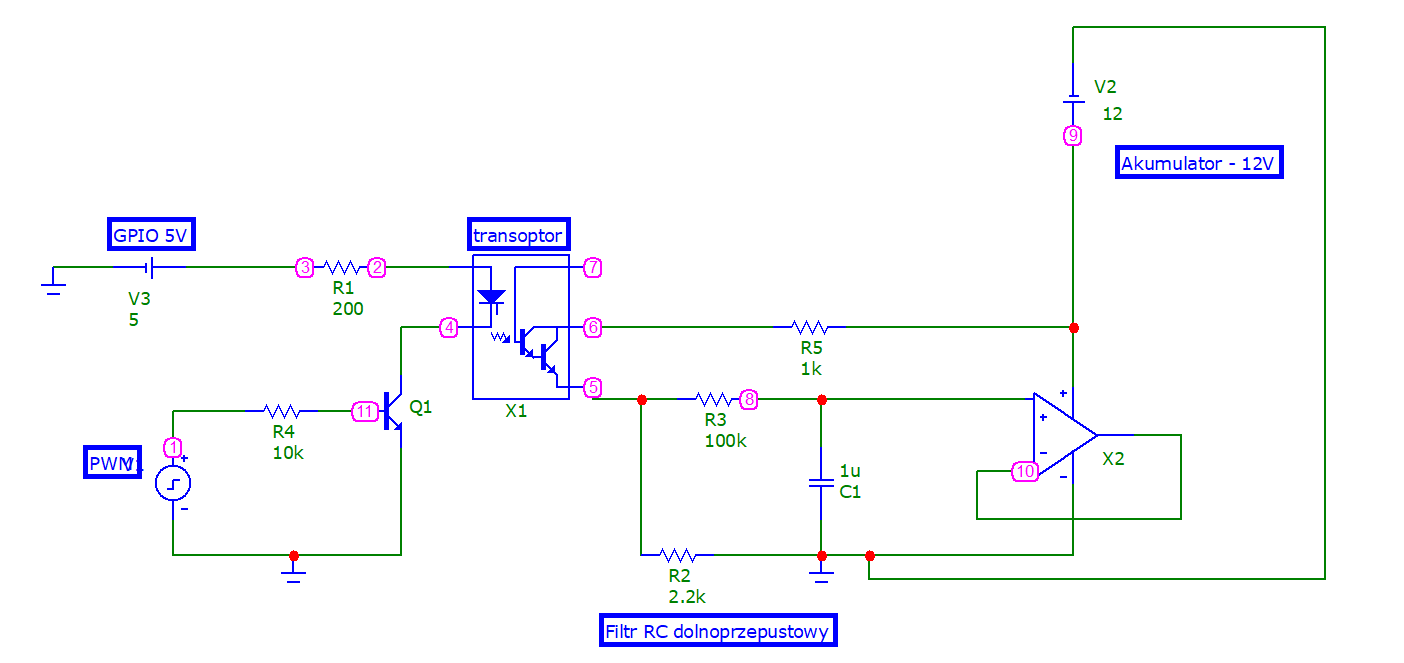 V2
12
9
Akumulator - 12V
GPIO 5V
transoptor
3
2
7
V3
5
R1
200
4
6
R5
1k
5
X1
11
Q1
R4
10k
1
PWM
+
-
R3
100k
8
+
+
-
-
10
X2
1u
C1
R2
2.2k
Filtr RC dolnoprzepustowy